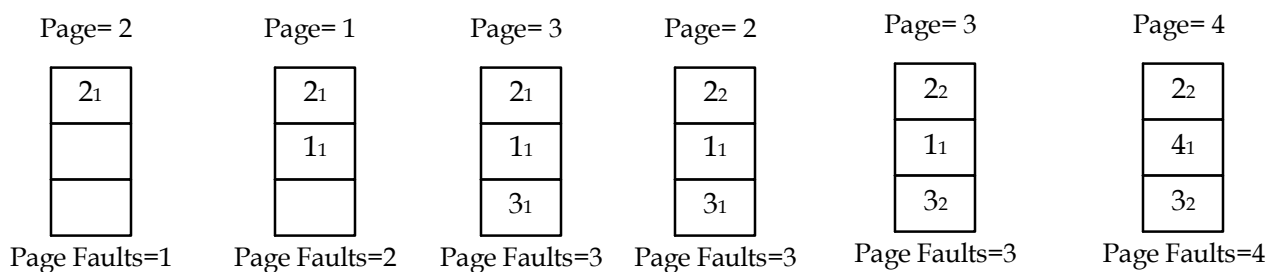 Page= 2 Page= 1 Page= 3 Page= 2 Page= 3 Page= 4
2₁ 2₁ 2₁ 2₂ 2₂ 2₂
1₁ 1₁ 1₁ 1₁ 4₁
3₁ 3₁ 3₂ 3₂
Page Faults=1 Page Faults=2 Page Faults=3 Page Faults=3 Page Faults=3 Page Faults=4